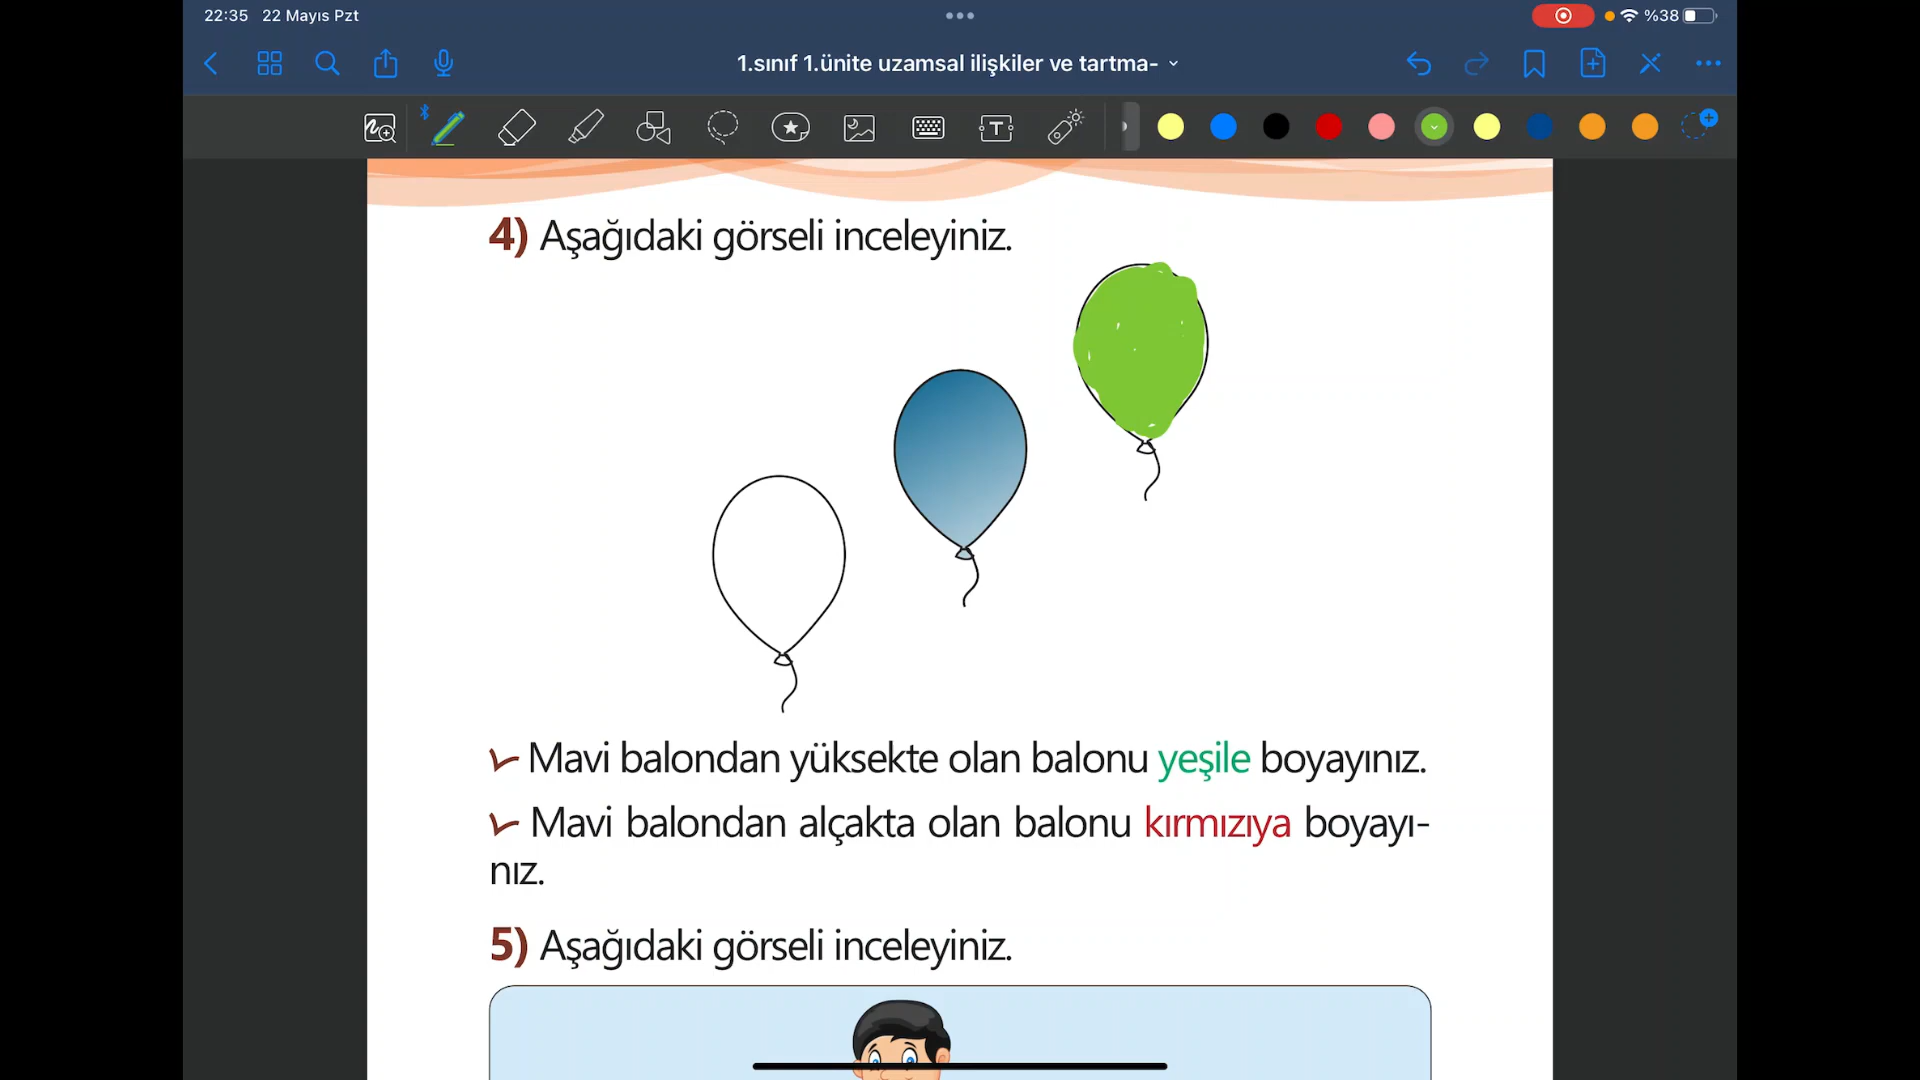 22:35 22 Mayıs Pzt
%38
1.sınıf 1.ünite uzamsal ilişkiler ve tartma-
4) Aşağıdaki görseli inceleyiniz.
Mavi balondan yüksekte olan balonu yeşile boyayınız.
Mavi balondan alçakta olan balonu kırmızıya boyayı-
nız.
5) Aşağıdaki görseli inceleyiniz.